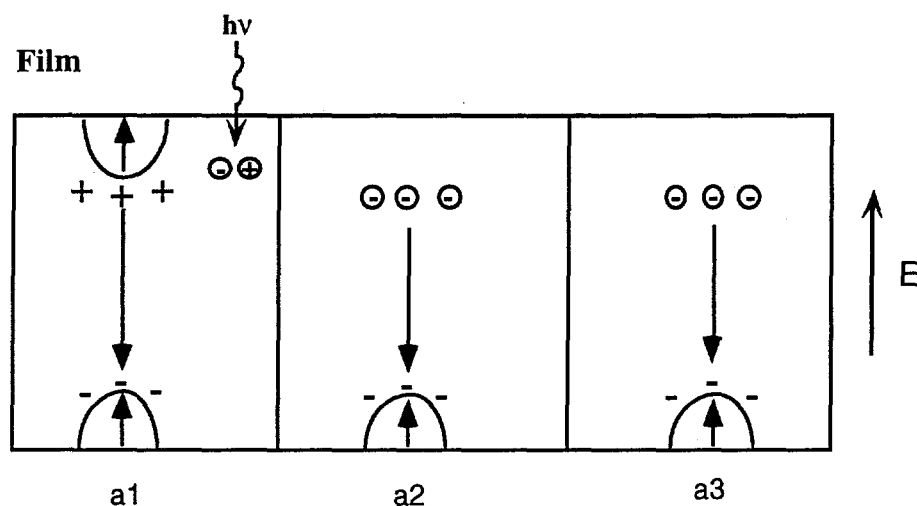 hν
Film
- +
+ + +
- - -
- - -
E
- - -
- - -
- - -
a1
a2
a3